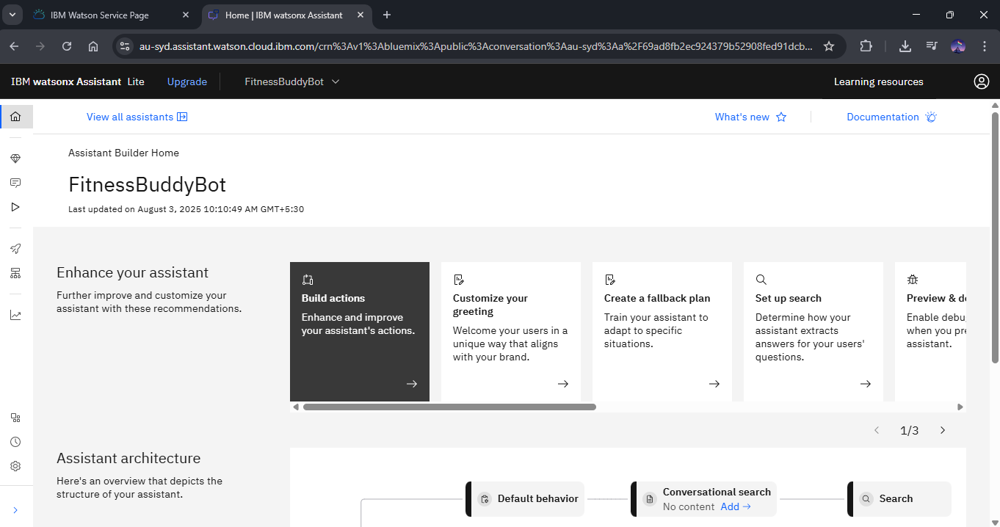 IBM Watson Service Page
Home | IBM watsonx Assistant
au-syd.assistant.watson.cloud.ibm.com/crn%3Av1%3Abluemix%3Apublic%3Aconversation%3Aau-syd%3Aa%2F69ad8fb2ec924379b52908fed91dcb...
IBM watsonx Assistant Lite
Upgrade
FitnessBuddyBot
Learning resources
View all assistants
What's new
Documentation
Assistant Builder Home
FitnessBuddyBot
Last updated on August 3, 2025 10:10:49 AM GMT+5:30
Enhance your assistant
Further improve and customize your
assistant with these recommendations.
Build actions
Enhance and improve
your assistant's actions.
Customize your
greeting
Welcome your users in a
unique way that aligns
with your brand.
Create a fallback plan
Train your assistant to
adapt to specific
situations.
Set up search
Determine how your
assistant extracts
answers for your users'
questions.
Preview & de
Enable debu
when you pre
assistant.
1/3
Assistant architecture
Here's an overview that depicts the
structure of your assistant.
Default behavior
Conversational search
No content Add →
Search